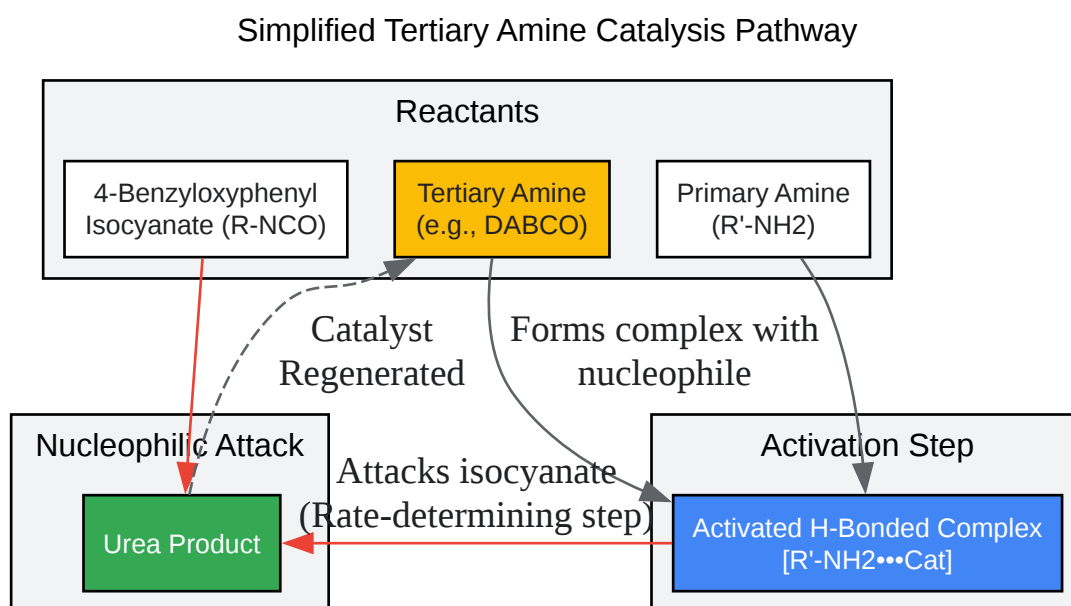 Simplified Tertiary Amine Catalysis Pathway
Reactants
4-Benzyloxyphenyl
Isocyanate (R-NCO)
Tertiary Amine
(e.g., DABCO)
Primary Amine
(R'-NH2)
Catalyst
Regenerated
Forms complex with
nucleophile
Nucleophilic Attack
Activation Step
Attacks isocyanate
(Rate-determining step)
Urea Product
Activated H-Bonded Complex
[R'-NH2•••Cat]